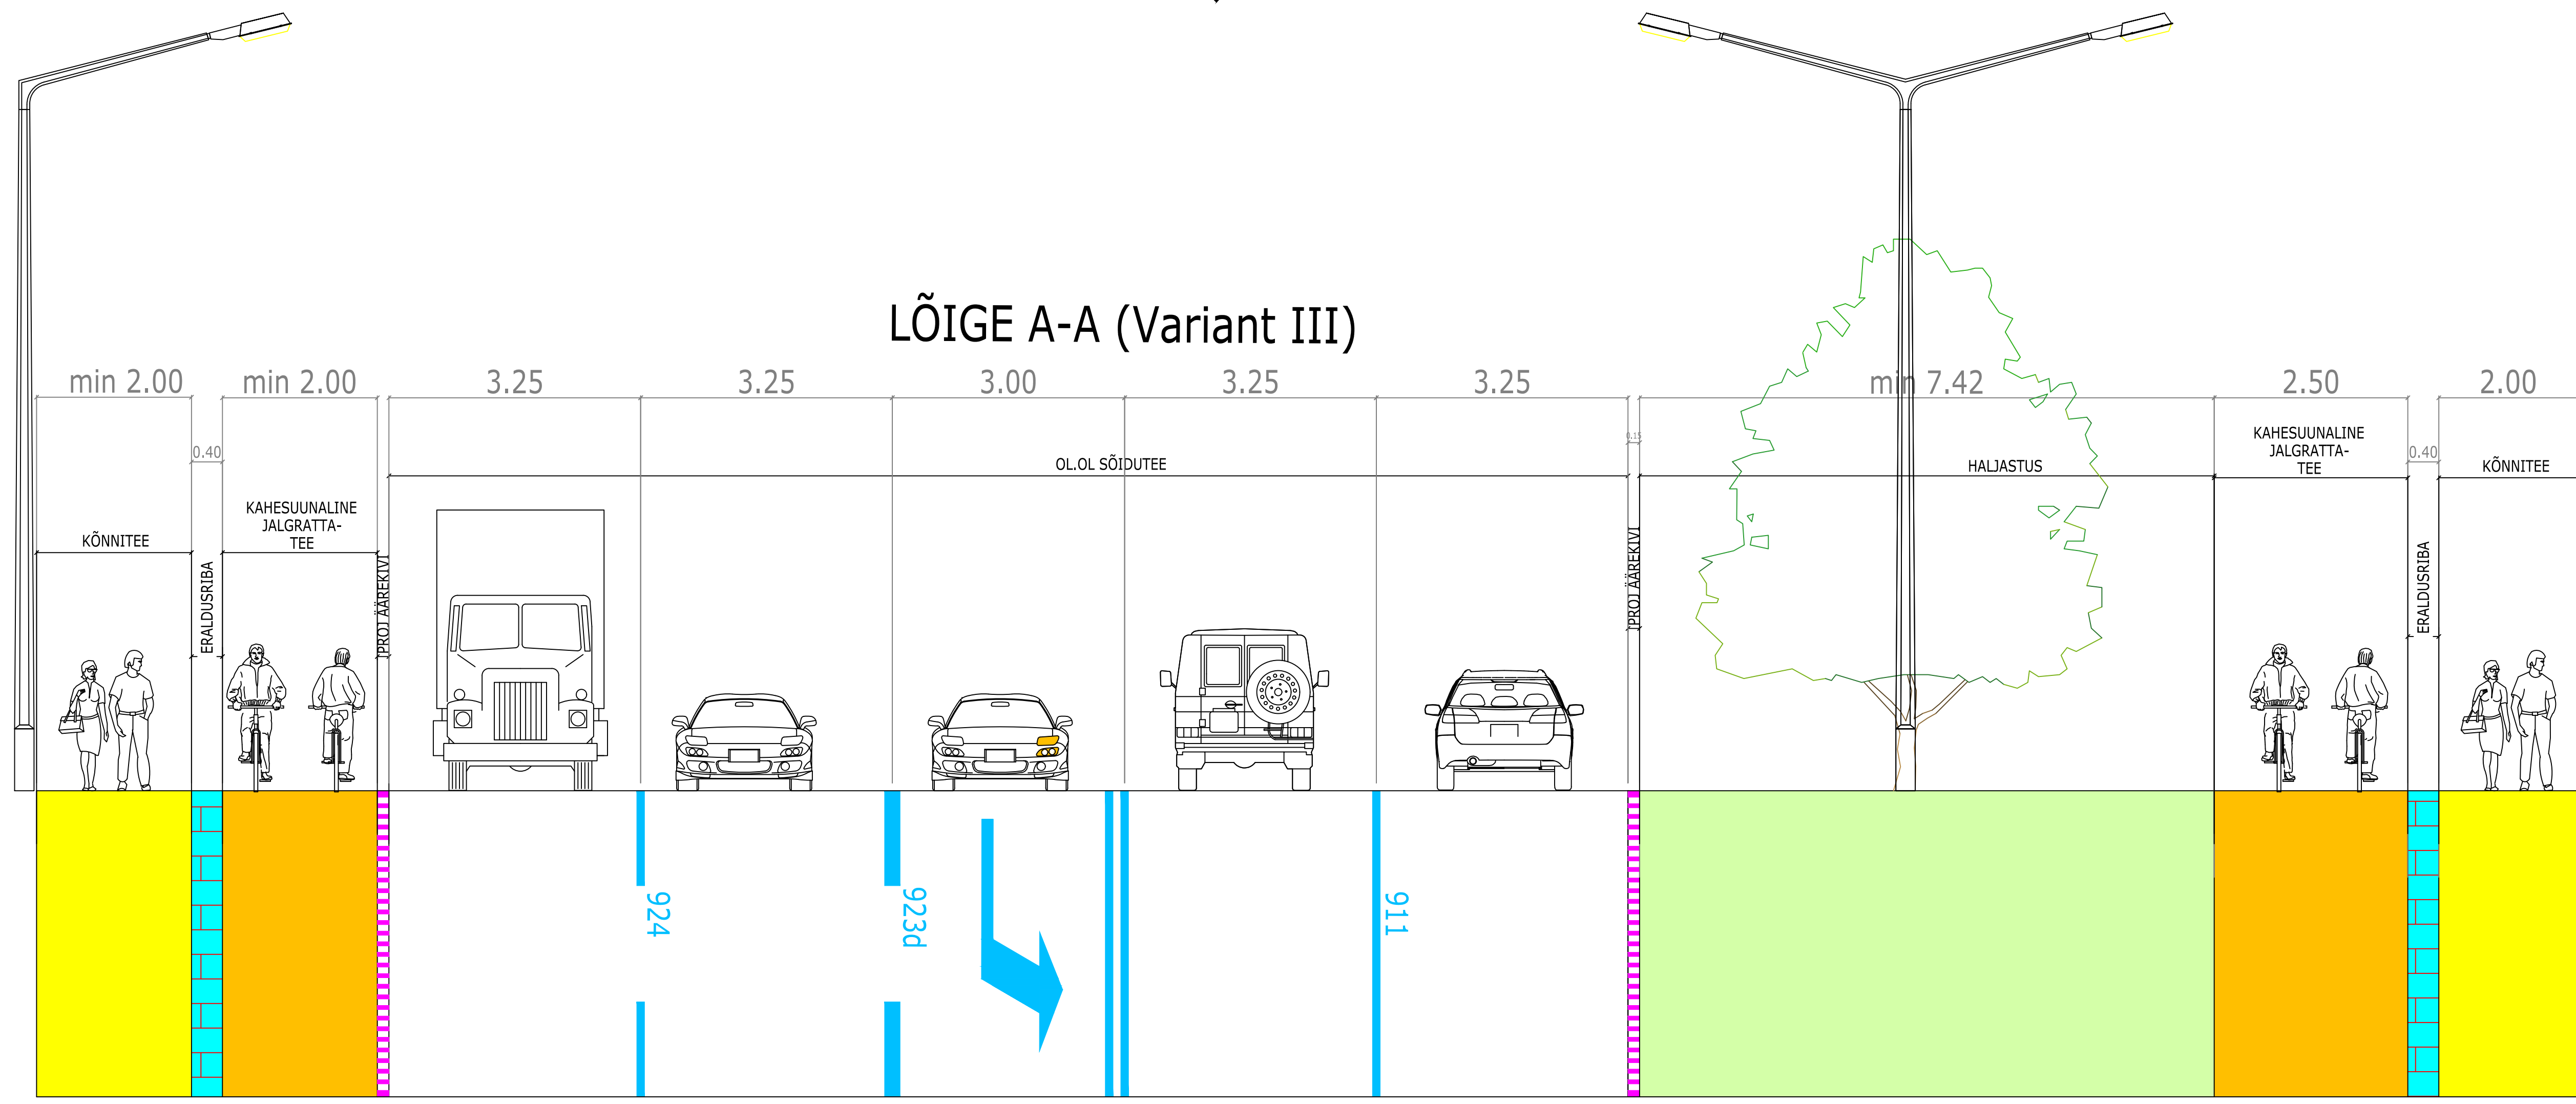 LÕIGE A-A (Variant III)
min 2.00
min 2.00
3.25
3.25
3.00
3.25
3.25
min 7.42
2.50
2.00
0.40
0.15
0.40
OL.OL SÕIDUTEE
HALJASTUS
KAHESUUNALINE
JALGRATTA-
TEE
KÕNNITEE
KÕNNITEE
KAHESUUNALINE
JALGRATTA-
TEE
ERALDUSRIBA
PROJ ÄÄREKIVI
PROJ ÄÄREKIVI
ERALDUSRIBA
924
923d
911